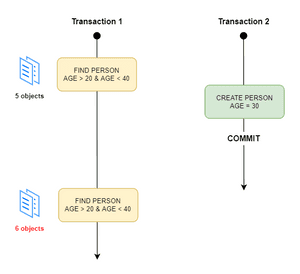 Transaction 1
Transaction 2
FIND PERSON
AGE > 20 & AGE < 40
5 objects
CREATE PERSON
AGE = 30
COMMIT
FIND PERSON
AGE > 20 & AGE < 40
6 objects